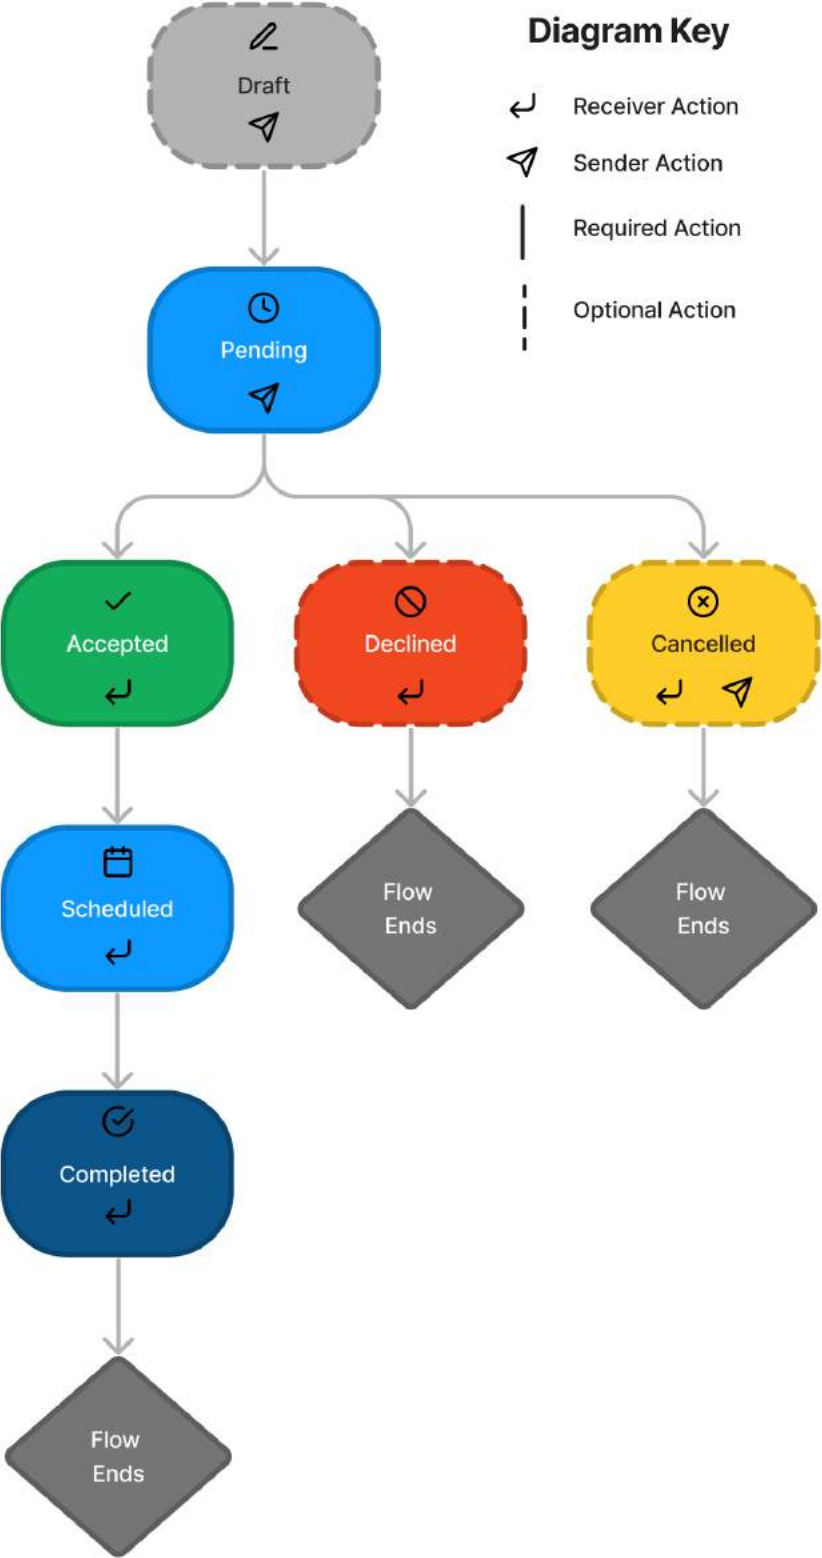 Diagram Key
Receiver Action
Sender Action
Required Action
Optional Action
Draft
Pending
Accepted
Declined
Cancelled
Scheduled
Flow
Ends
Flow
Ends
Completed
Flow
Ends